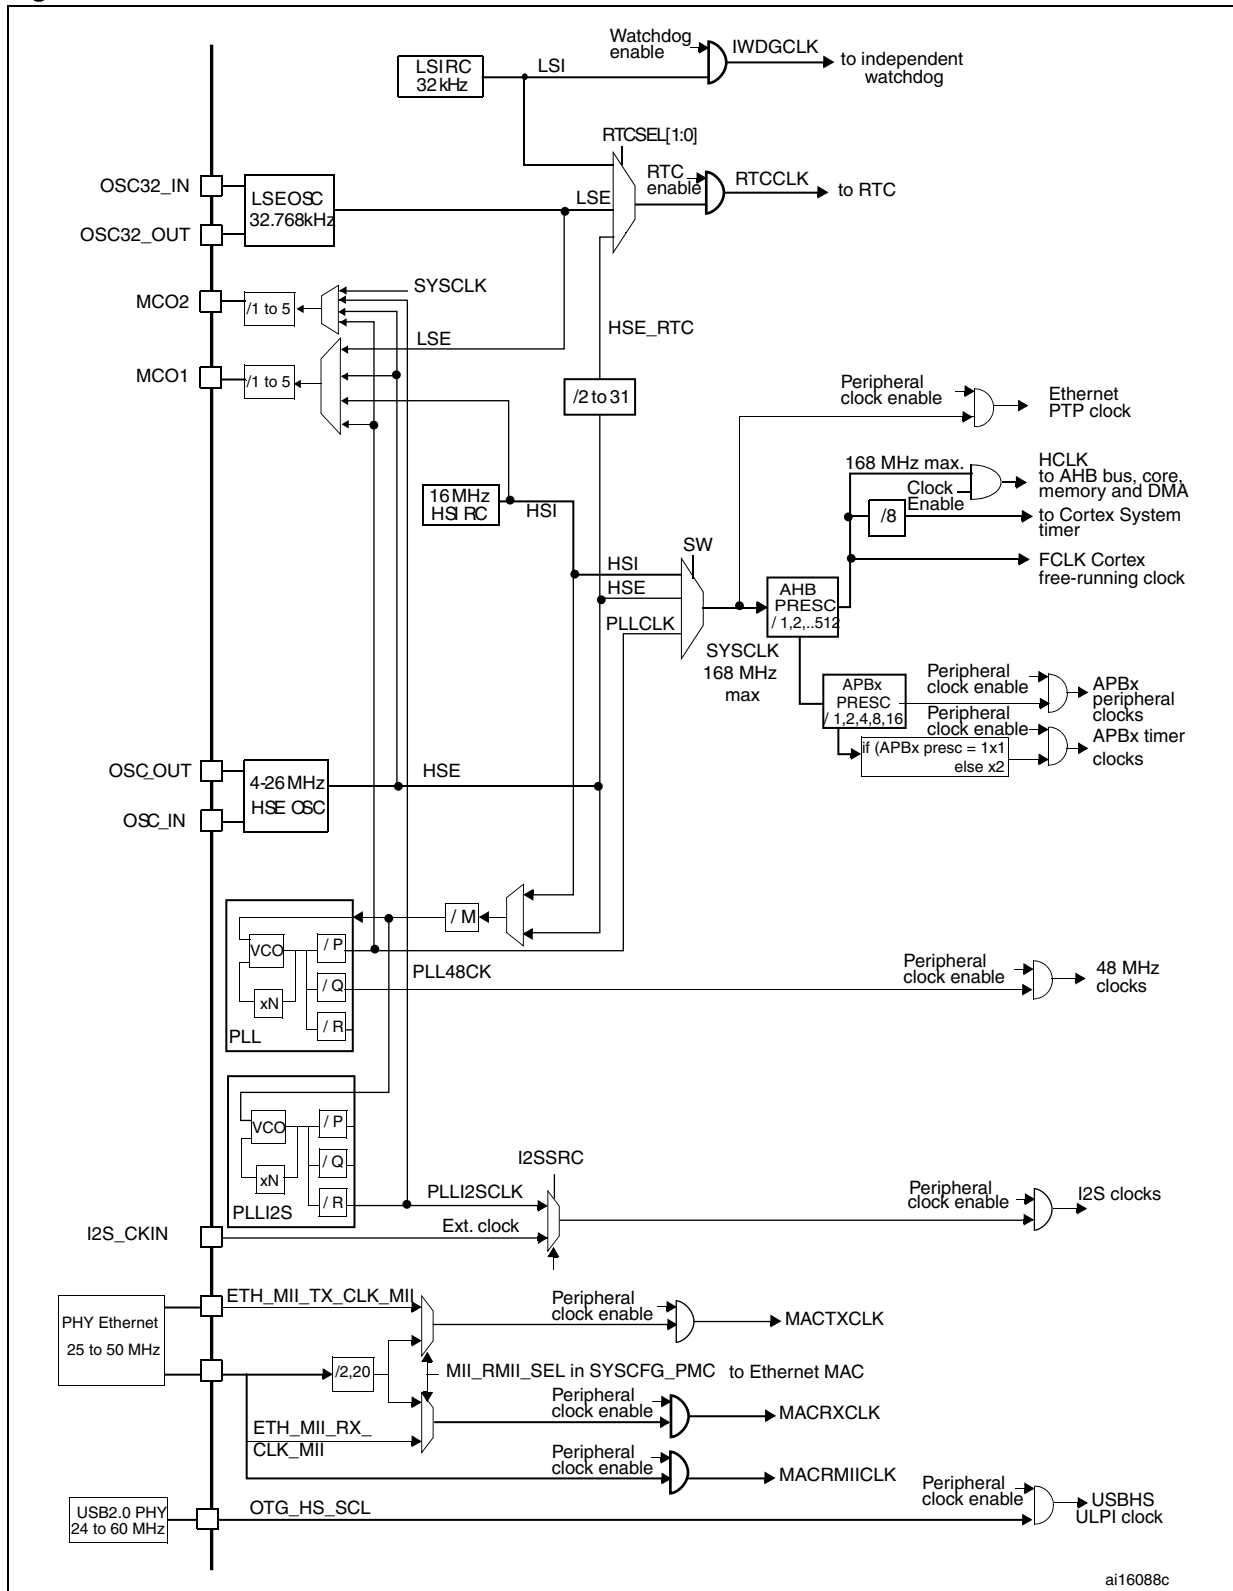 Watchdog
enable
IWDGCLK
to independent
watchdog
LSI RC
32 kHz
LSI
RTCSEL[1:0]
OSC32_IN
LSE OSC
32.768 kHz
OSC32_OUT
LSE
RTC
enable
RTCCLK
to RTC
MCO2
/1 to 5
SYSCLK
LSE
HSE_RTC
MCO1
/1 to 5
/2 to 31
Peripheral
clock enable
Ethernet
PTP clock
16 MHz
HSI RC
HSI
168 MHz max.
Clock
Enable
HCLK
to AHB bus, core,
memory and DMA
/8
to Cortex System
timer
FCLK Cortex
free-running clock
SW
HSI
HSE
PLLCLK
AHB
PRESC
/ 1,2,..512
SYSCLK
168 MHz
max
APBx
PRESC
/ 1,2,4,8,16
Peripheral
clock enable
APBx
peripheral
clocks
Peripheral
clock enable
if (APBx presc = 1x1
else x2
APBx timer
clocks
OSC_OUT
4-26 MHz
HSE OSC
OSC_IN
HSE
/ M
VCO
/ P
xN
/ Q
/ R
PLL
PLL48CK
Peripheral
clock enable
48 MHz
clocks
VCO
/ P
xN
/ Q
/ R
PLLI2S
I2SSRC
PLLI2SCLK
Peripheral
clock enable
I2S clocks
I2S_CKIN
Ext. clock
PHY Ethernet
25 to 50 MHz
ETH_MII_TX_CLK_MII
Peripheral
clock enable
MACTXCLK
/2,20
MII_RMII_SEL in SYSCFG_PMC
to Ethernet MAC
Peripheral
clock enable
MACRXCLK
ETH_MII_RX_
CLK_MII
Peripheral
clock enable
MACRMIICLK
USB2.0 PHY
24 to 60 MHz
OTG_HS_SCL
Peripheral
clock enable
USBHS
ULPI clock
ai16088c